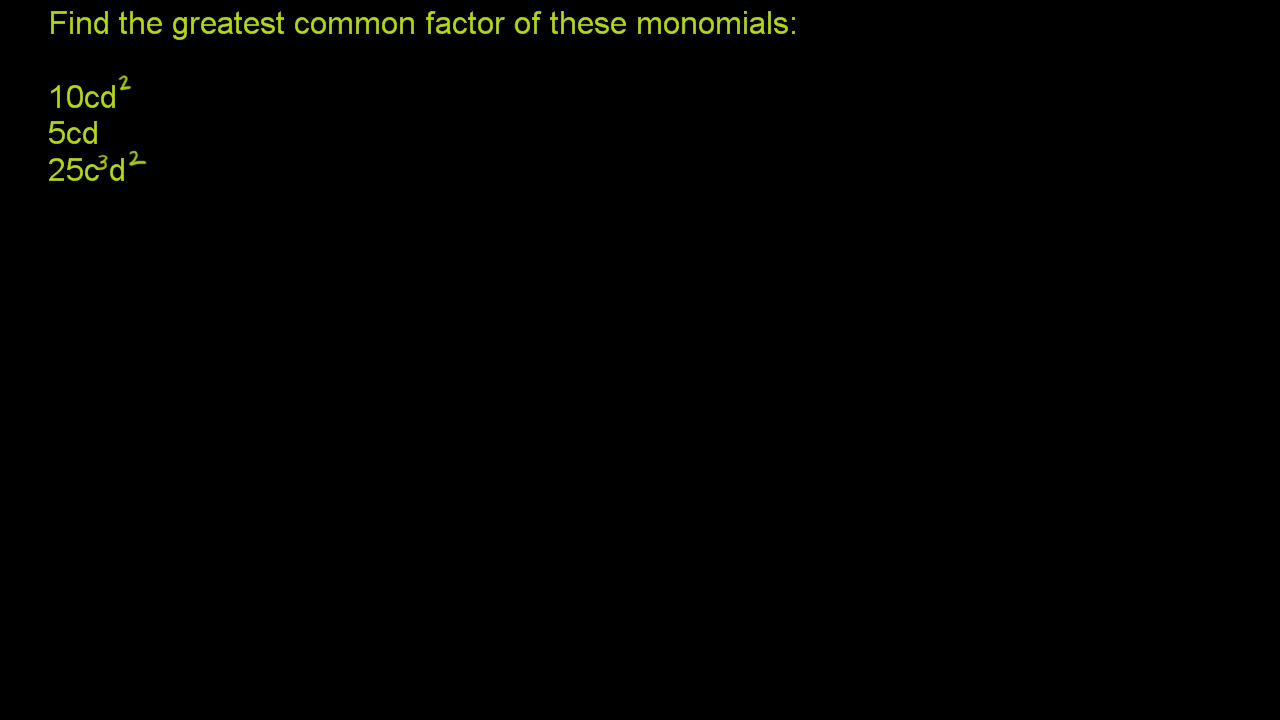 Find the greatest common factor of these monomials:
10cd²
5cd
25c³d²